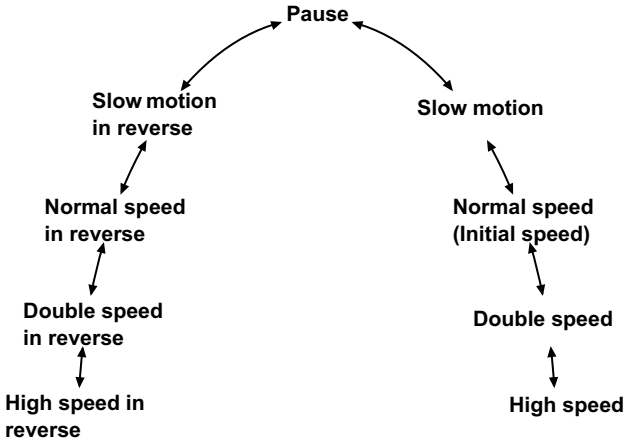 Pause
Slow motion
in reverse
Slow motion
Normal speed
in reverse
Normal speed
(Initial speed)
Double speed
in reverse
Double speed
High speed in
reverse
High speed